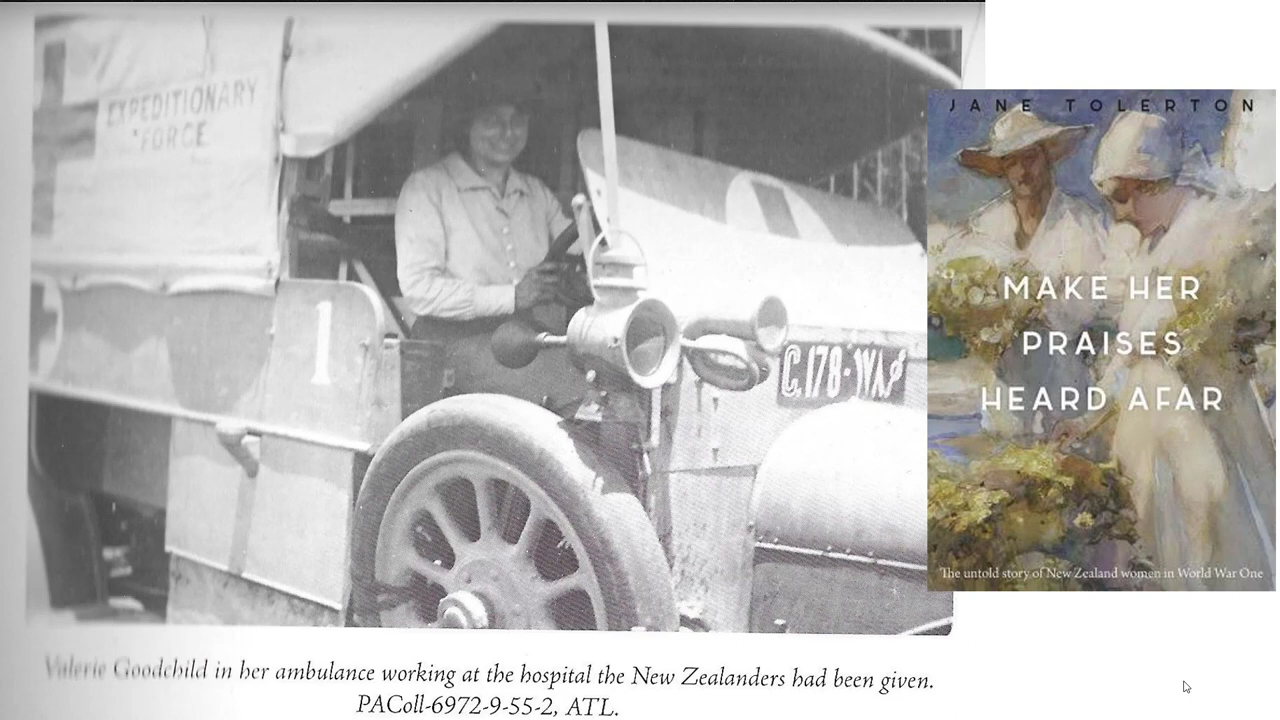 EXPEDITIONARY
FORCE
1
C.178·١٧٨
JANE TOLERTON
MAKE HER
PRAISES
HEARD AFAR
The untold story of New Zealand women in World War One
Valerie Goodchild in her ambulance working at the hospital the New Zealanders had been given.
PAColl-6972-9-55-2, ATL.